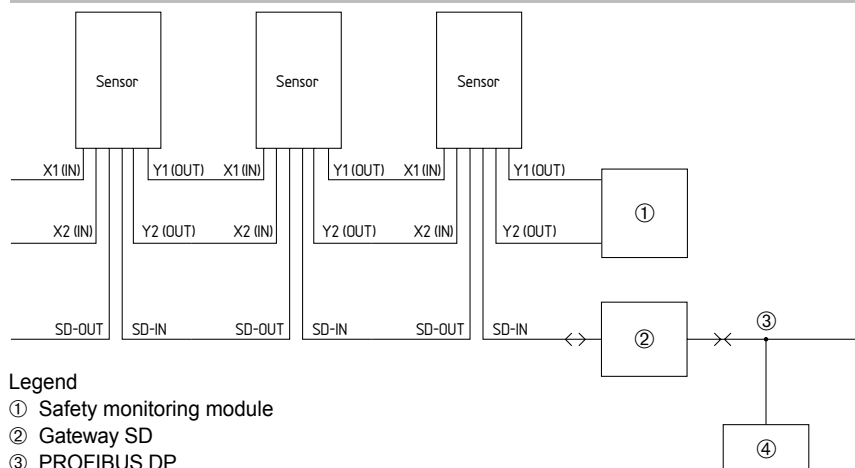 Sensor Sensor Sensor
X1 (IN) Y1 (OUT) X1 (IN) Y1 (OUT) X1 (IN) Y1 (OUT)
①
X2 (IN) Y2 (OUT) X2 (IN) Y2 (OUT) X2 (IN) Y2 (OUT)
③
SD-OUT SD-IN SD-OUT SD-IN SD-OUT SD-IN
②
Legend
① Safety monitoring module
② Gateway SD
③ PROFIBUS DP
④